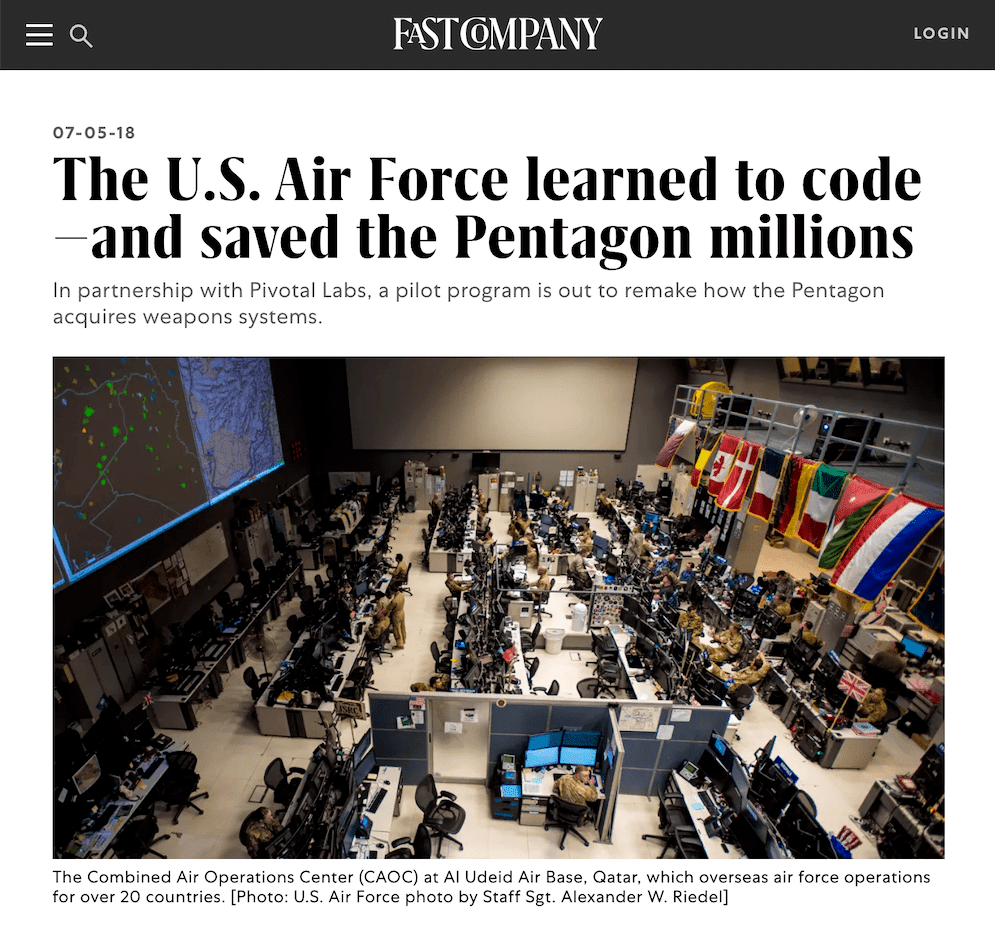 FAST COMPANY
LOGIN
07-05-18
The U.S. Air Force learned to code
—and saved the Pentagon millions
In partnership with Pivotal Labs, a pilot program is out to remake how the Pentagon
acquires weapons systems.
The Combined Air Operations Center (CAOC) at Al Udeid Air Base, Qatar, which overseas air force operations
for over 20 countries. [Photo: U.S. Air Force photo by Staff Sgt. Alexander W. Riedel]